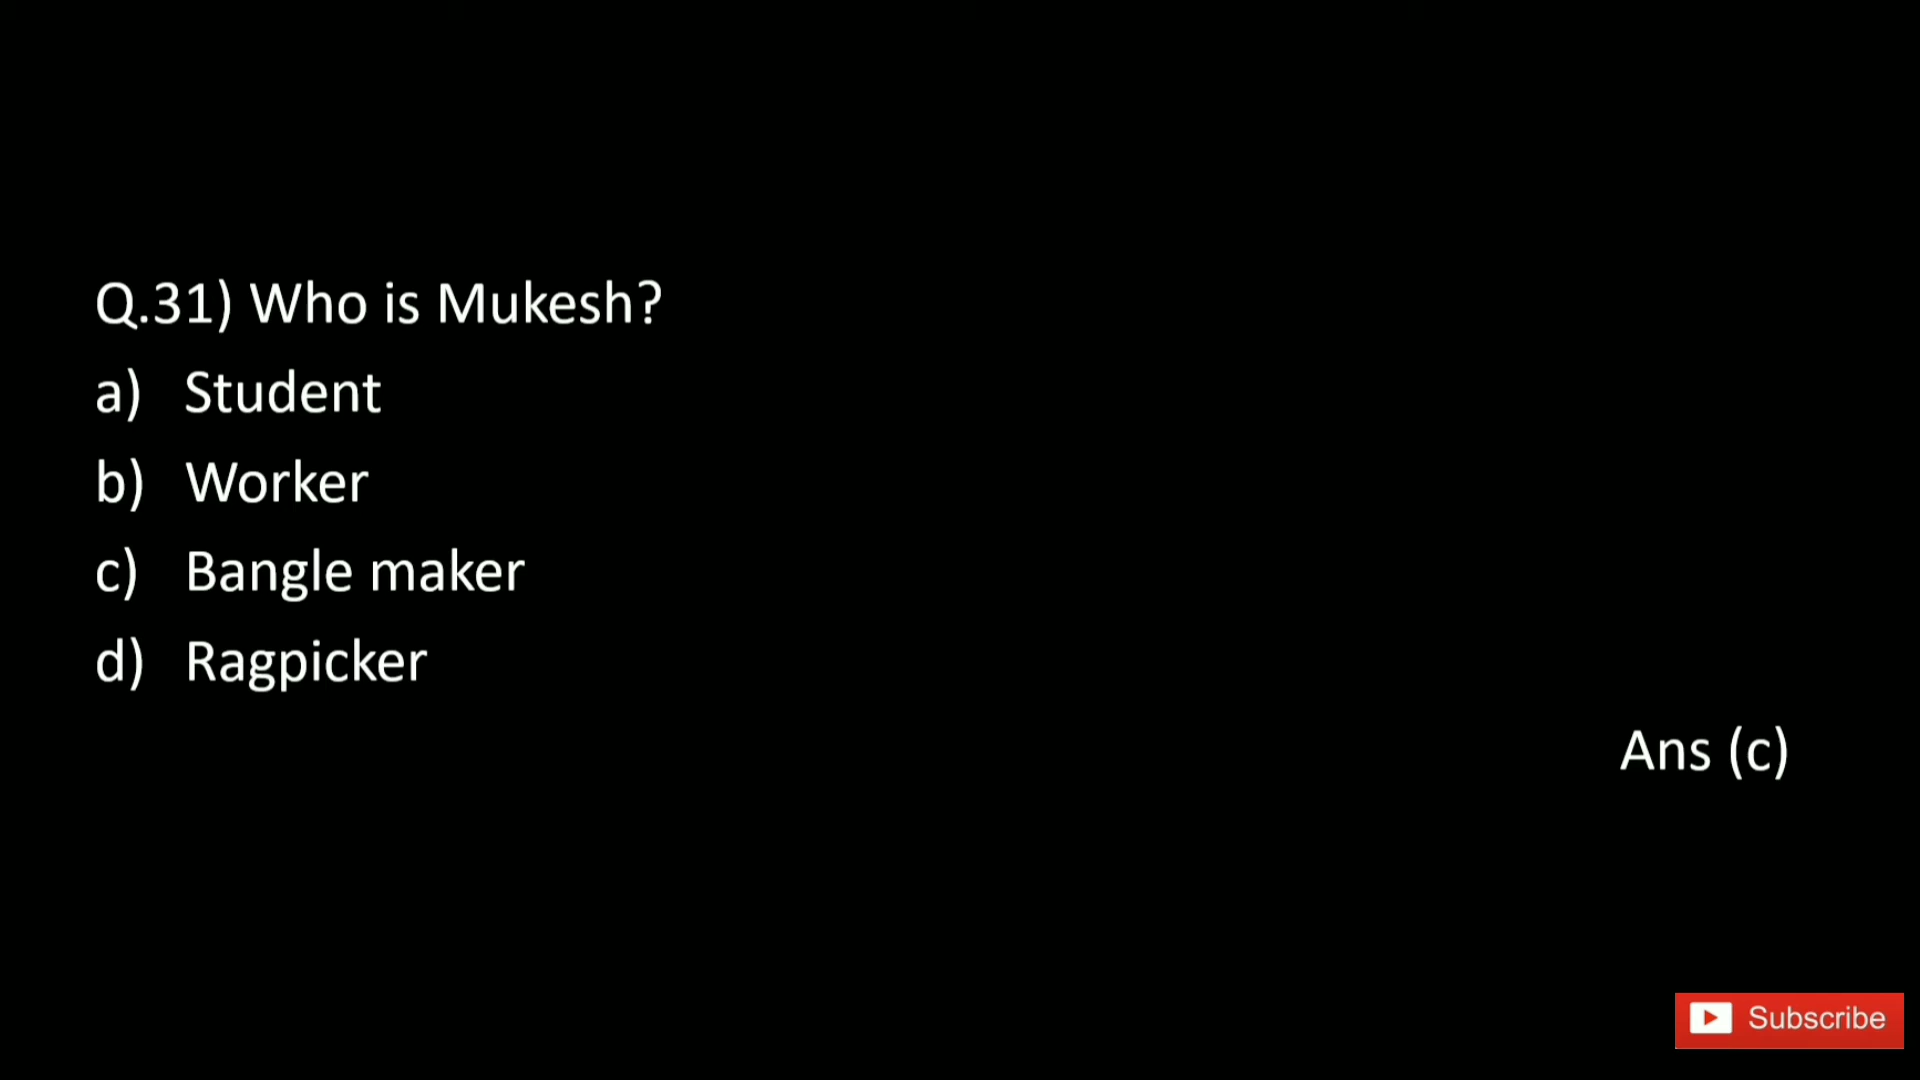 Q.31) Who is Mukesh?
a) Student
b) Worker
c) Bangle maker
d) Ragpicker
Ans (c)
Subscribe